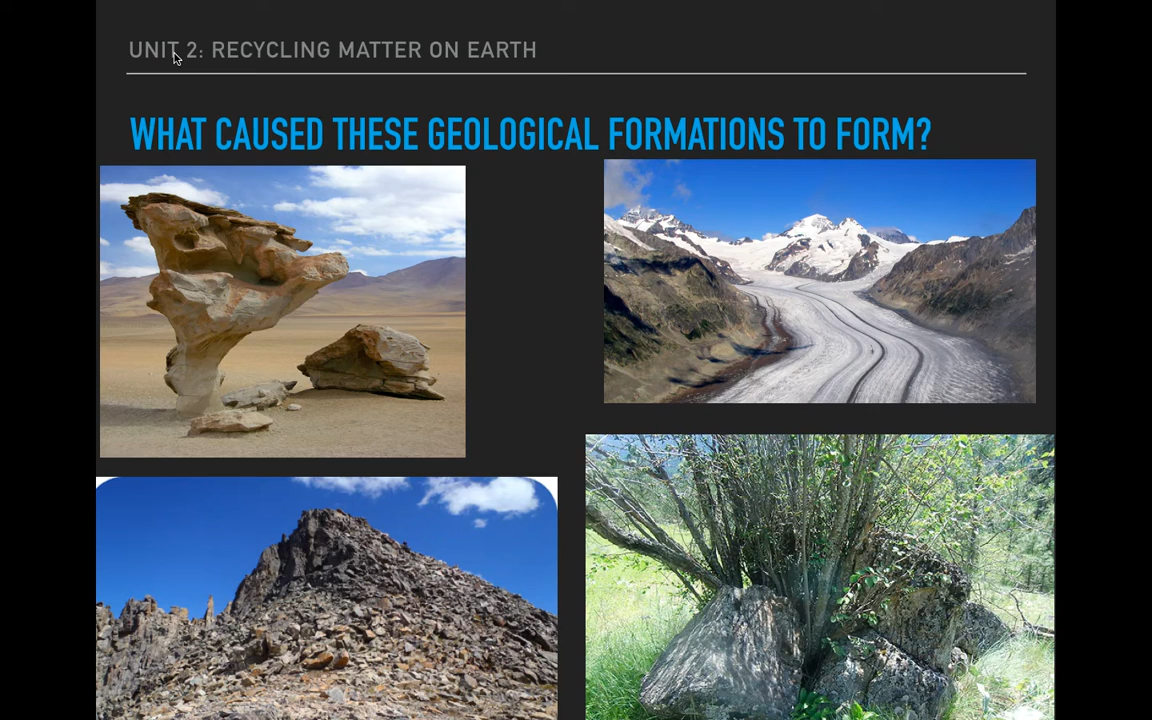 UNIT 2: RECYCLING MATTER ON EARTH
WHAT CAUSED THESE GEOLOGICAL FORMATIONS TO FORM?